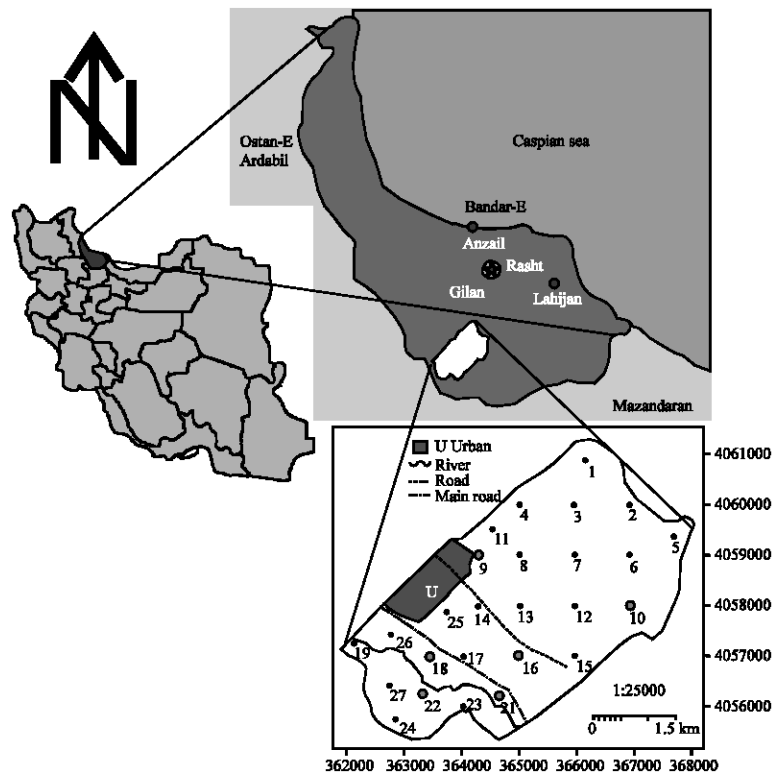 N
Ostan-E
Ardabil
Caspian sea
Bandar-E
Anzail
Rasht
Gilan
Lahijan
Mazandaran
U Urban
River
Road
Main road
1
4
3
2
5
11
9
8
7
6
U
25
14
13
12
10
19
26
18
17
16
15
27
22
23
21
24
1:25000
0 1.5 km
4061000
4060000
4059000
4058000
4057000
4056000
362000 363000 364000 365000 366000 367000 368000